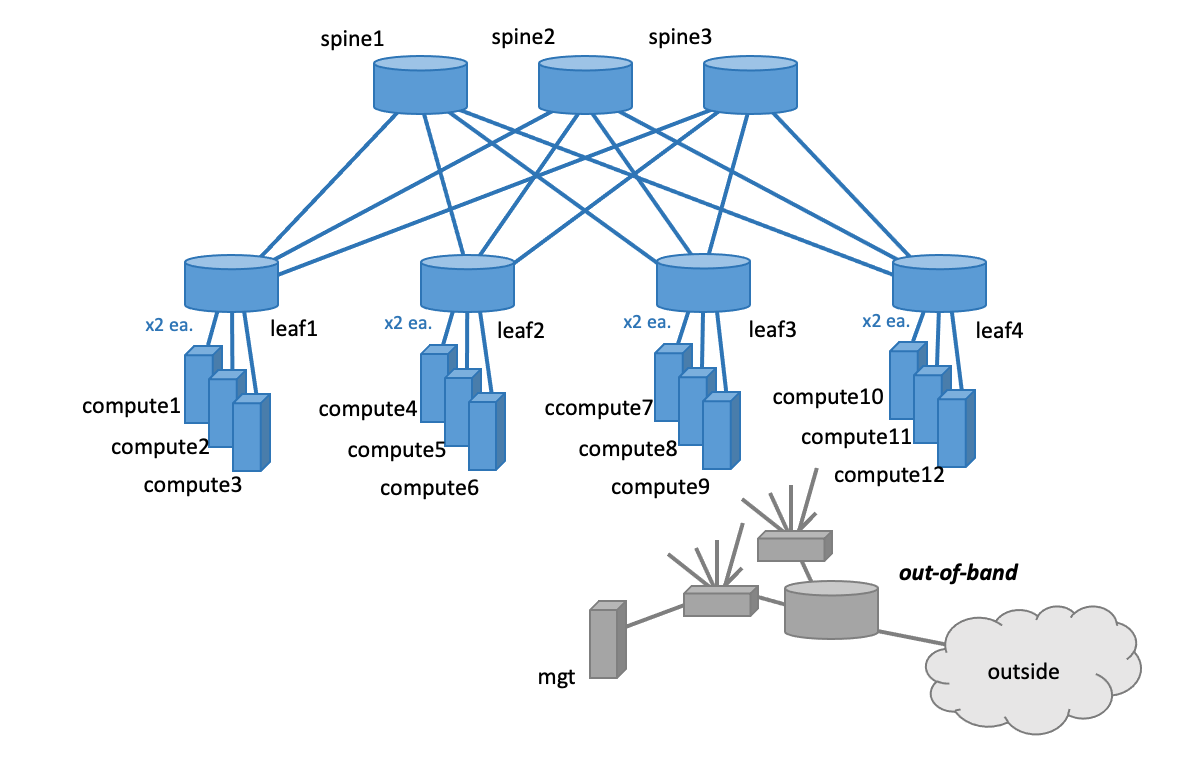 spine1
spine2
spine3
x2 ea.
leaf1
x2 ea.
leaf2
x2 ea.
leaf3
x2 ea.
leaf4
compute1
compute2
compute3
compute4
compute5
compute6
ccompute7
compute8
compute9
compute10
compute11
compute12
out-of-band
mgt
outside